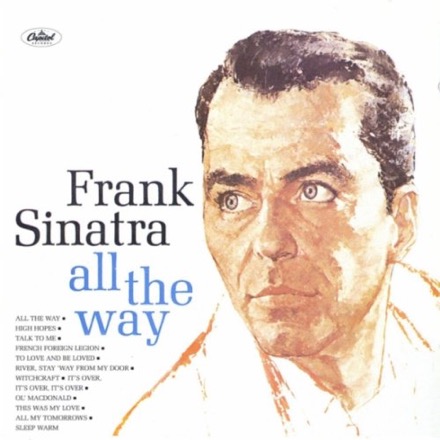 Capitol
RECORDS
Frank
Sinatra
all the
way
ALL THE WAY •
HIGH HOPES •
TALK TO ME •
FRENCH FOREIGN LEGION •
TO LOVE AND BE LOVED •
RIVER, STAY 'WAY FROM MY DOOR •
WITCHCRAFT • IT'S OVER,
IT'S OVER, IT'S OVER •
OL' MACDONALD •
THIS WAS MY LOVE •
ALL MY TOMORROWS •
SLEEP WARM